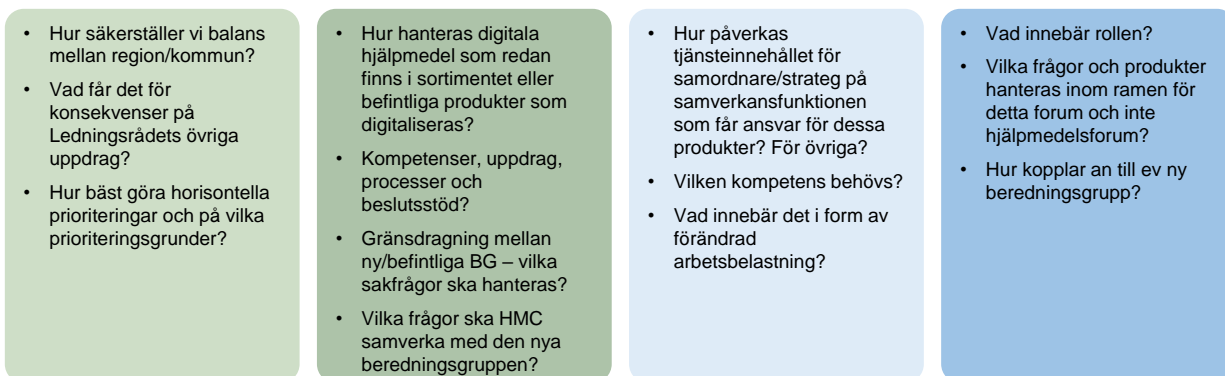 • Hur säkerställer vi balans
mellan region/kommun?
• Vad får det för
konsekvenser på
Ledningsrådets övriga
uppdrag?
• Hur bäst göra horisontella
prioriteringar och på vilka
prioriteringsgrunder?
• Hur hanteras digitala
hjälpmedel som redan
finns i sortimentet eller
befintliga produkter som
digitaliseras?
• Kompetenser, uppdrag,
processer och
beslutsstöd?
• Gränsdragning mellan
ny/befintliga BG – vilka
sakfrågor ska hanteras?
• Vilka frågor ska HMC
samverka med den nya
beredningsgruppen?
• Hur påverkas
tjänsteinnehållet för
samordnare/strateg på
samverkansfunktionen
som får ansvar för dessa
produkter? För övriga?
• Vilken kompetens behövs?
• Vad innebär det i form av
förändrad
arbetsbelastning?
• Vad innebär rollen?
• Vilka frågor och produkter
hanteras inom ramen för
detta forum och inte
hjälpmedelsforum?
• Hur kopplar an till ev ny
beredningsgrupp?